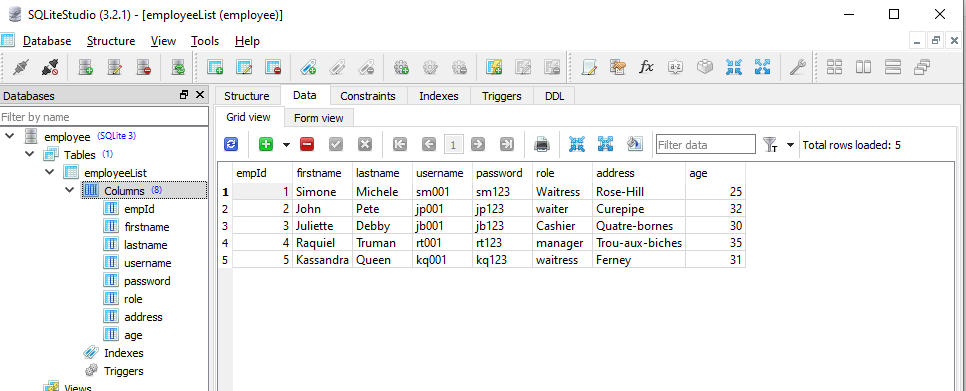 SQLiteStudio (3.2.1) - [employeeList (employee)]
Database Structure View Tools Help
Databases
Filter by name
employee (SQLite 3)
Tables (1)
employeeList
Columns (8)
empId
firstname
lastname
username
password
role
address
age
Indexes
Triggers
Views
Structure Data Constraints Indexes Triggers DDL
Grid view Form view
1 Filter data Total rows loaded: 5
empId firstname lastname username password role address age
1 1 Simone Michele sm001 sm123 Waitress Rose-Hill 25
2 2 John Pete jp001 jp123 waiter Curepipe 32
3 3 Juliette Debby jb001 jb123 Cashier Quatre-bornes 30
4 4 Raquiel Truman rt001 rt123 manager Trou-aux-biches 35
5 5 Kassandra Queen kq001 kq123 waitress Ferney 31